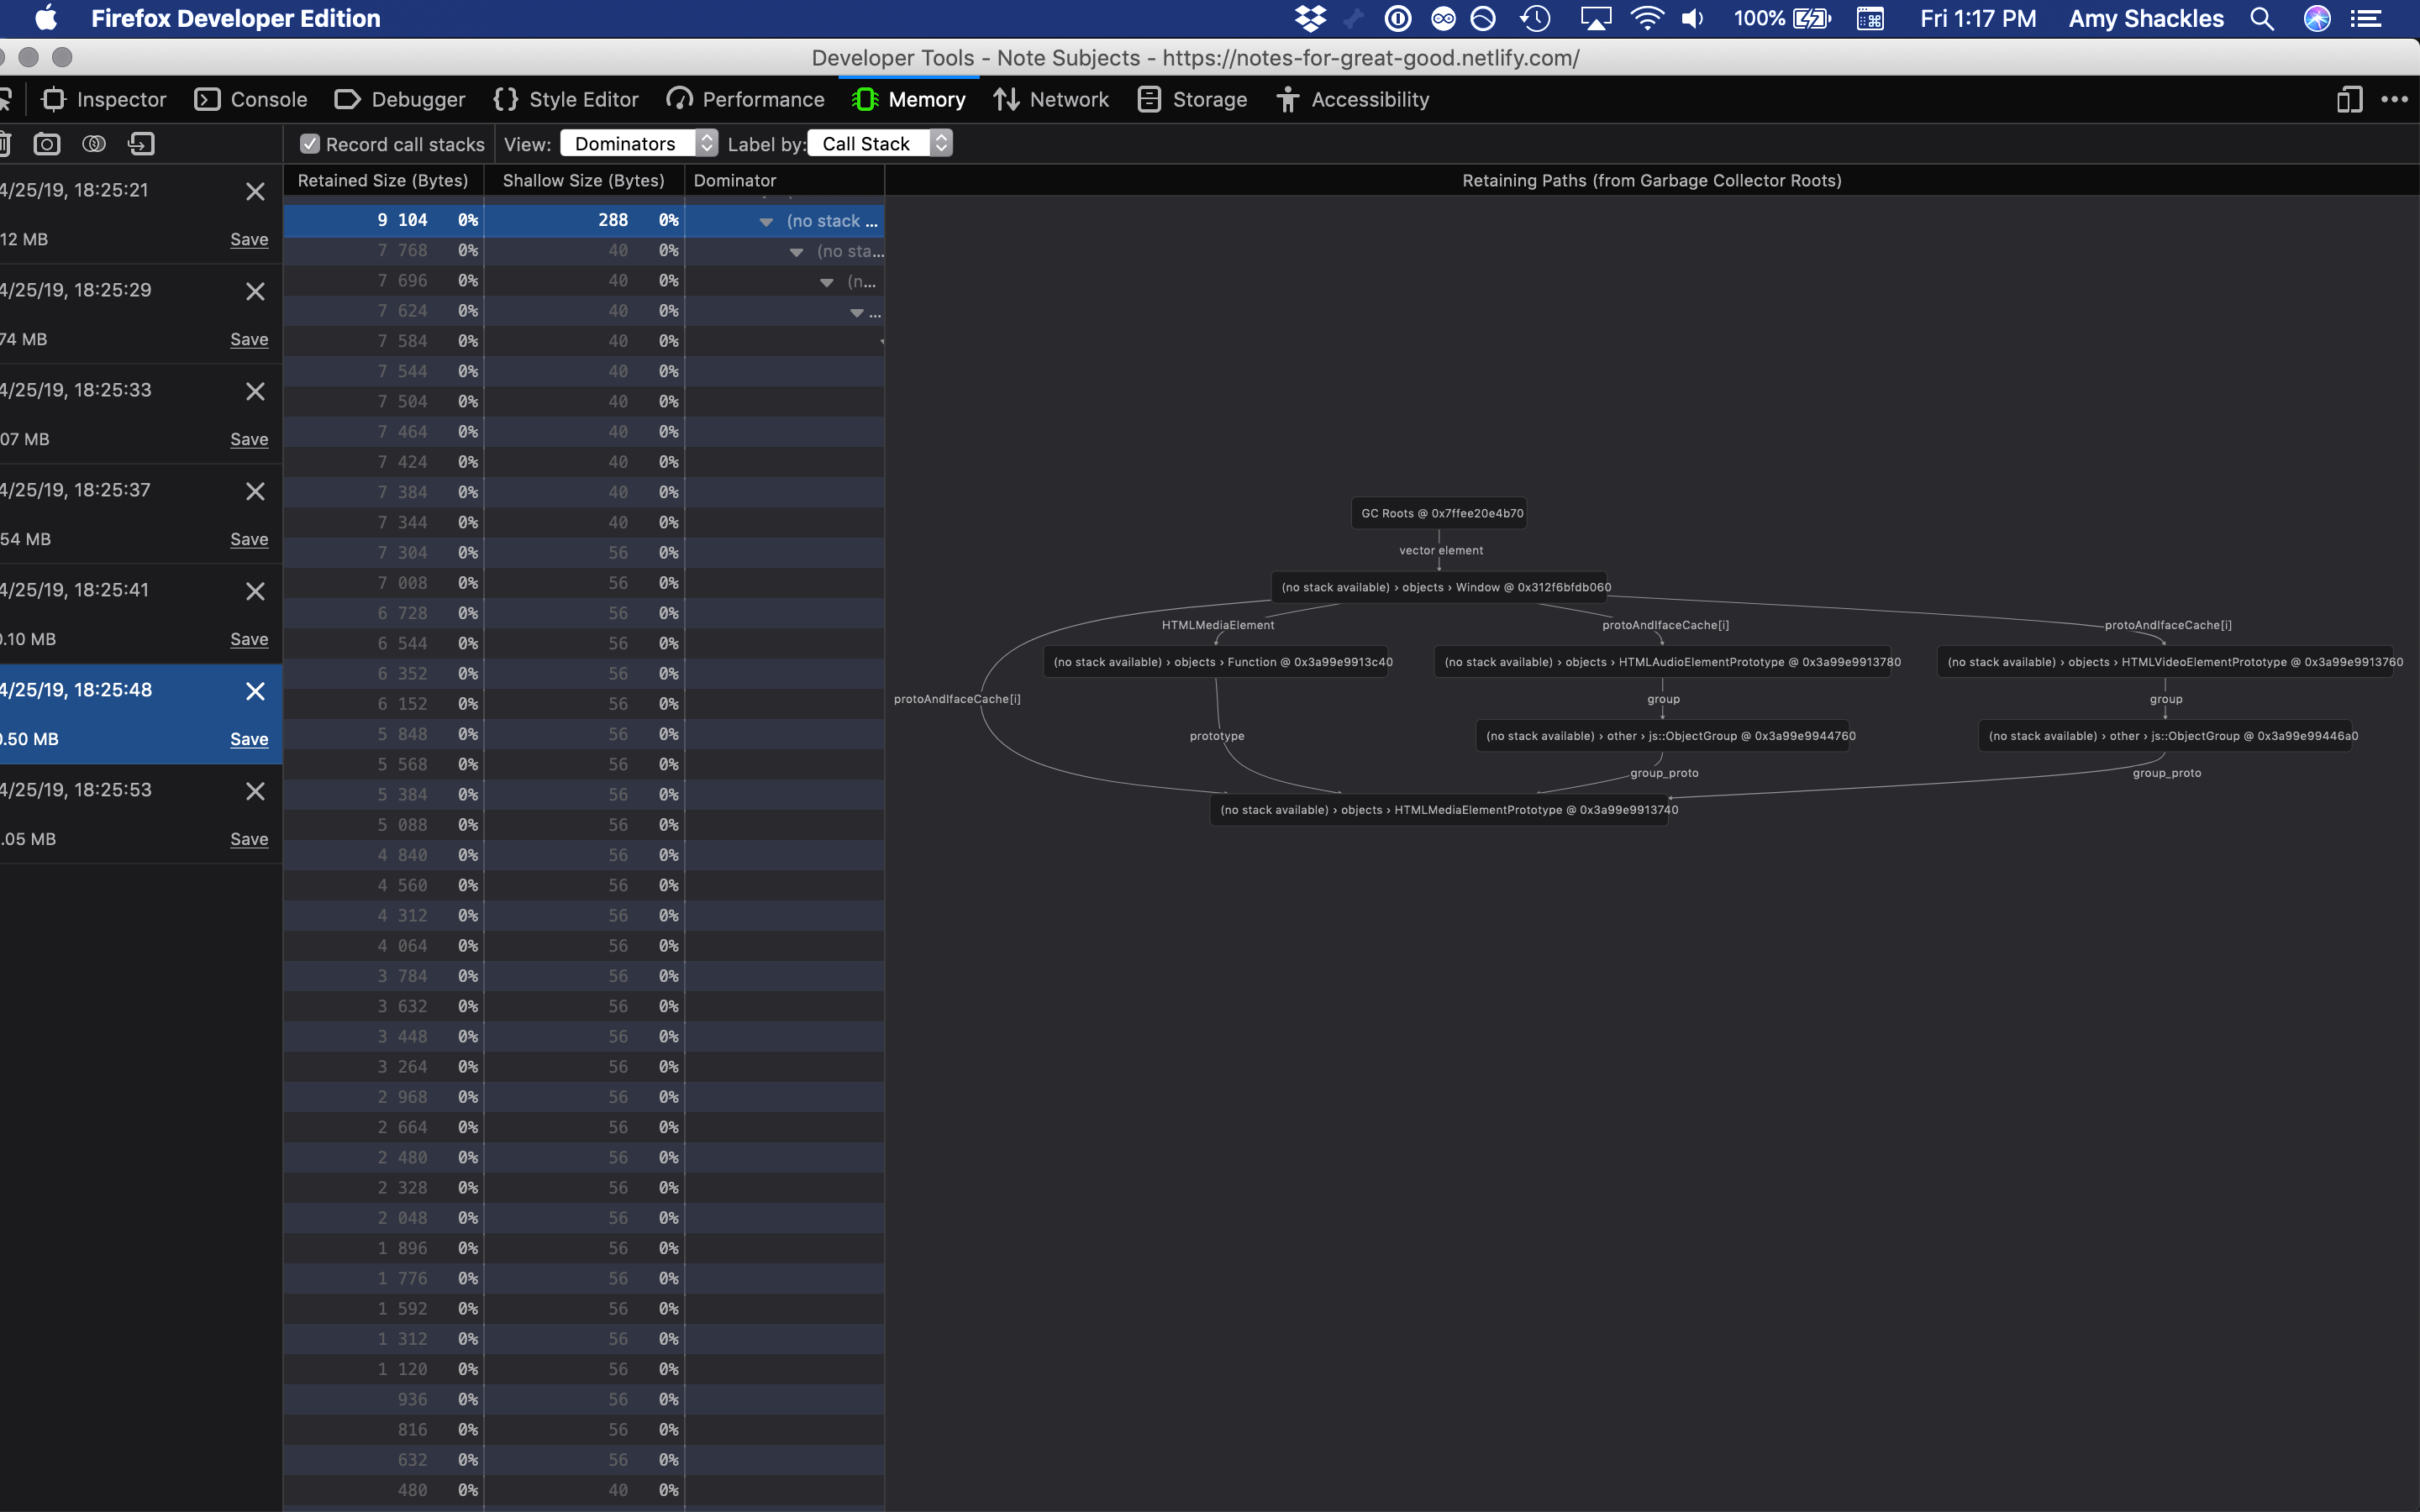 Firefox Developer Edition 100% Fri 1:17 PM Amy Shackles
Developer Tools - Note Subjects - https://notes-for-great-good.netlify.com/
Inspector Console Debugger Style Editor Performance Memory Network Storage Accessibility
Record call stacks View: Dominators Label by: Call Stack
Retained Size (Bytes) Shallow Size (Bytes) Dominator Retaining Paths (from Garbage Collector Roots)
4/25/19, 18:25:21
12 MB Save
4/25/19, 18:25:29
74 MB Save
4/25/19, 18:25:33
07 MB Save
4/25/19, 18:25:37
54 MB Save
4/25/19, 18:25:41
0.10 MB Save
4/25/19, 18:25:48
0.50 MB Save
4/25/19, 18:25:53
.05 MB Save
9 104 0% 288 0% (no stack ...
7 768 0% 40 0% (no sta...
7 696 0% 40 0% (n...
7 624 0% 40 0% ...
7 584 0% 40 0%
7 544 0% 40 0%
7 504 0% 40 0%
7 464 0% 40 0%
7 424 0% 40 0%
7 384 0% 40 0%
7 344 0% 40 0%
7 304 0% 56 0%
7 008 0% 56 0%
6 728 0% 56 0%
6 544 0% 56 0%
6 352 0% 56 0%
6 152 0% 56 0%
5 848 0% 56 0%
5 568 0% 56 0%
5 384 0% 56 0%
5 088 0% 56 0%
4 840 0% 56 0%
4 560 0% 56 0%
4 312 0% 56 0%
4 064 0% 56 0%
3 784 0% 56 0%
3 632 0% 56 0%
3 448 0% 56 0%
3 264 0% 56 0%
2 968 0% 56 0%
2 664 0% 56 0%
2 480 0% 56 0%
2 328 0% 56 0%
2 048 0% 56 0%
1 896 0% 56 0%
1 776 0% 56 0%
1 592 0% 56 0%
1 312 0% 56 0%
1 120 0% 56 0%
936 0% 56 0%
816 0% 56 0%
632 0% 56 0%
480 0% 40 0%
GC Roots @ 0x7ffee20e4b70
vector element
(no stack available) › objects › Window @ 0x312f6bfdb060
HTMLMediaElement protoAndIfaceCache[i] protoAndIfaceCache[i]
(no stack available) › objects › Function @ 0x3a99e9913c40 (no stack available) › objects › HTMLAudioElementPrototype @ 0x3a99e9913780 (no stack available) › objects › HTMLVideoElementPrototype @ 0x3a99e9913760
protoAndIfaceCache[i] group group
prototype (no stack available) › other › js::ObjectGroup @ 0x3a99e9944760 (no stack available) › other › js::ObjectGroup @ 0x3a99e99446a0
group_proto group_proto
(no stack available) › objects › HTMLMediaElementPrototype @ 0x3a99e9913740